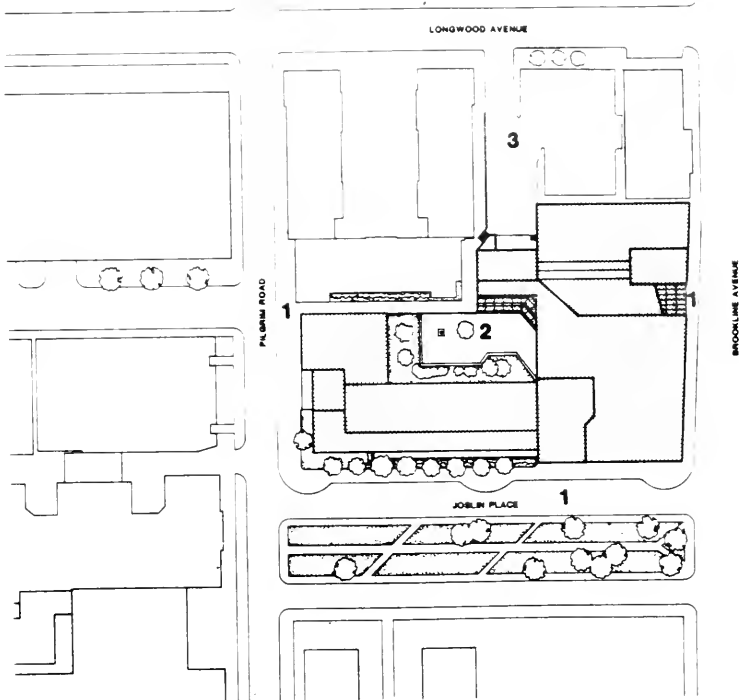 LONGWOOD AVENUE
3
PILGRIM ROAD
1
2
1
BROOKLINE AVENUE
1
JOSLIN PLACE